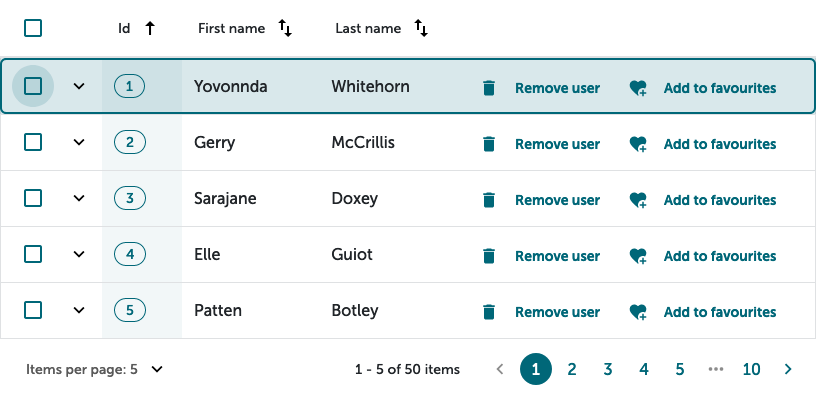 Id First name Last name
1 Yovonnda Whitehorn Remove user Add to favourites
2 Gerry McCrillis Remove user Add to favourites
3 Sarajane Doxey Remove user Add to favourites
4 Elle Guiot Remove user Add to favourites
5 Patten Botley Remove user Add to favourites
Items per page: 5 1 - 5 of 50 items 1 2 3 4 5 ••• 10